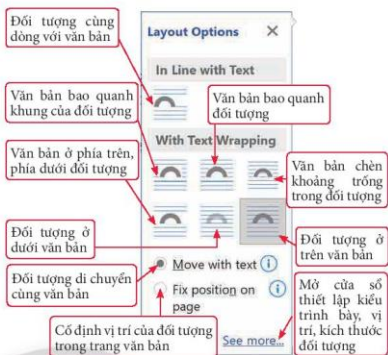 Đối tượng cùng
dòng với văn bản
Layout Options
In Line with Text
Văn bản bao quanh
khung của đối tượng
Văn bản bao quanh
đối tượng
With Text Wrapping
Văn bản ở phía trên,
phía dưới đối tượng
Văn bản chèn
khoảng trống
trong đối tượng
Đối tượng ở
dưới văn bản
Đối tượng ở
trên văn bản
Move with text
Đối tượng di chuyển
cùng văn bản
Fix position on
page
Mở cửa sổ
thiết lập kiểu
trình bày, vị
trí, kích thước
đối tượng
Cố định vị trí của đối tượng
trong trang văn bản
See more...